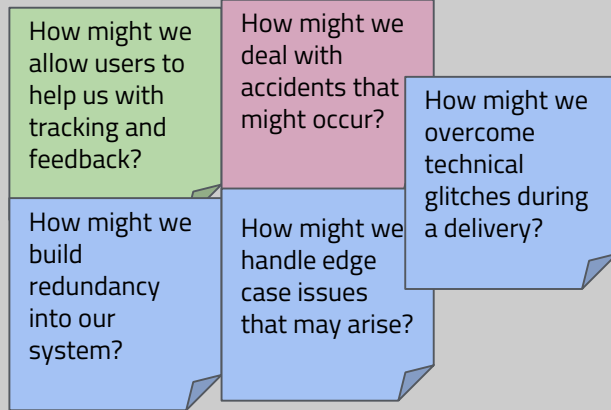 How might we
allow users to
help us with
tracking and
feedback?
How might we
deal with
accidents that
might occur?
How might we
overcome
technical
glitches during
a delivery?
How might we
build
redundancy
into our
system?
How might we
handle edge
case issues
that may arise?